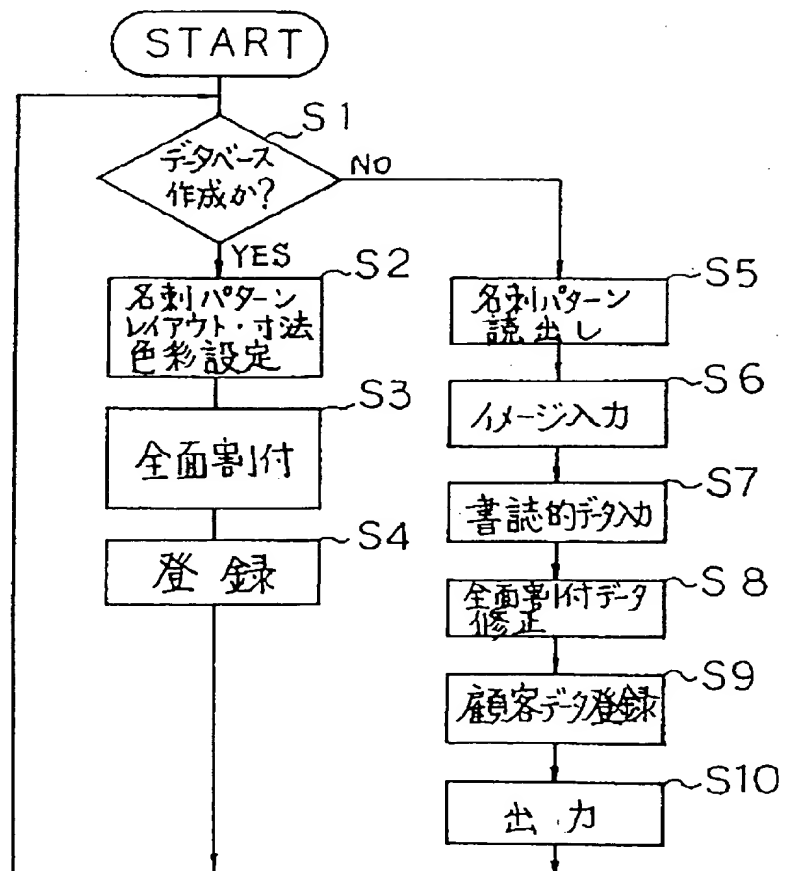 START
S1
データベース
作成か?
NO
YES
S2
名刺パターン
レイアウト・寸法
色彩設定
S3
全面割付
S4
登録
S5
名刺パターン
読出し
S6
イメージ入力
S7
書誌的データ入力
S8
全面割付データ
修正
S9
顧客データ登録
S10
出力